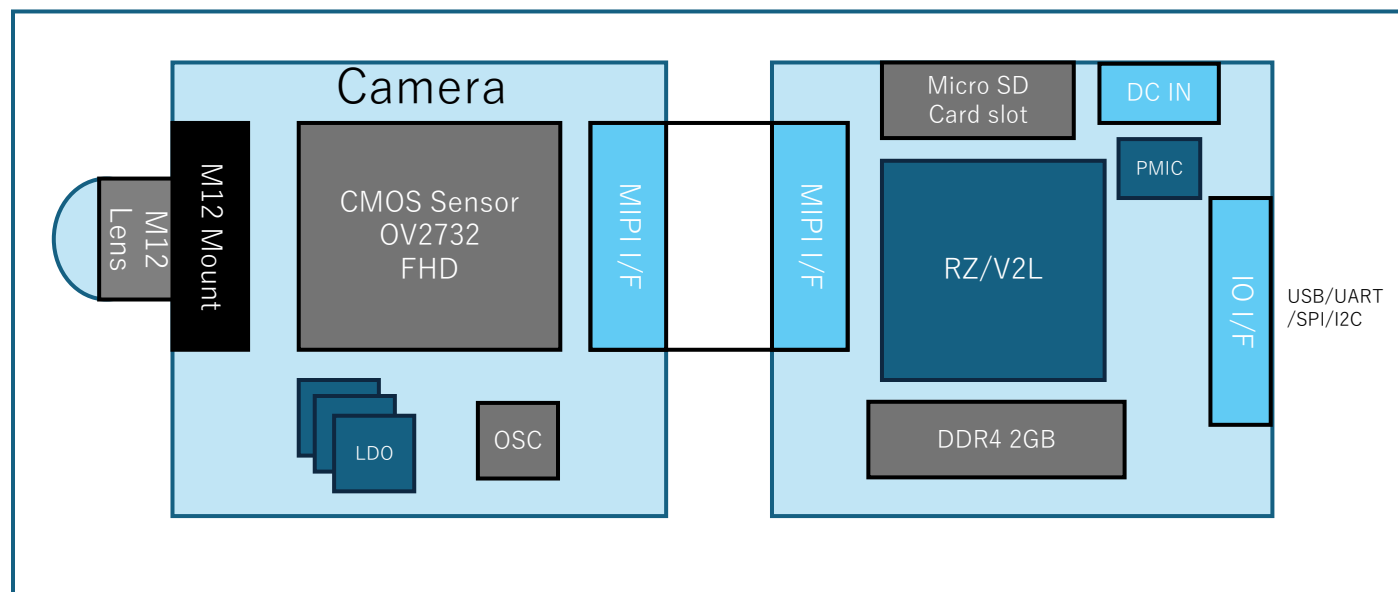 Camera
M12
Lens
M12 Mount
CMOS Sensor
OV2732
FHD
MIPI I/F
LDO
OSC
MIPI I/F
Micro SD
Card slot
DC IN
PMIC
RZ/V2L
IO I/F
USB/UART
/SPI/I2C
DDR4 2GB